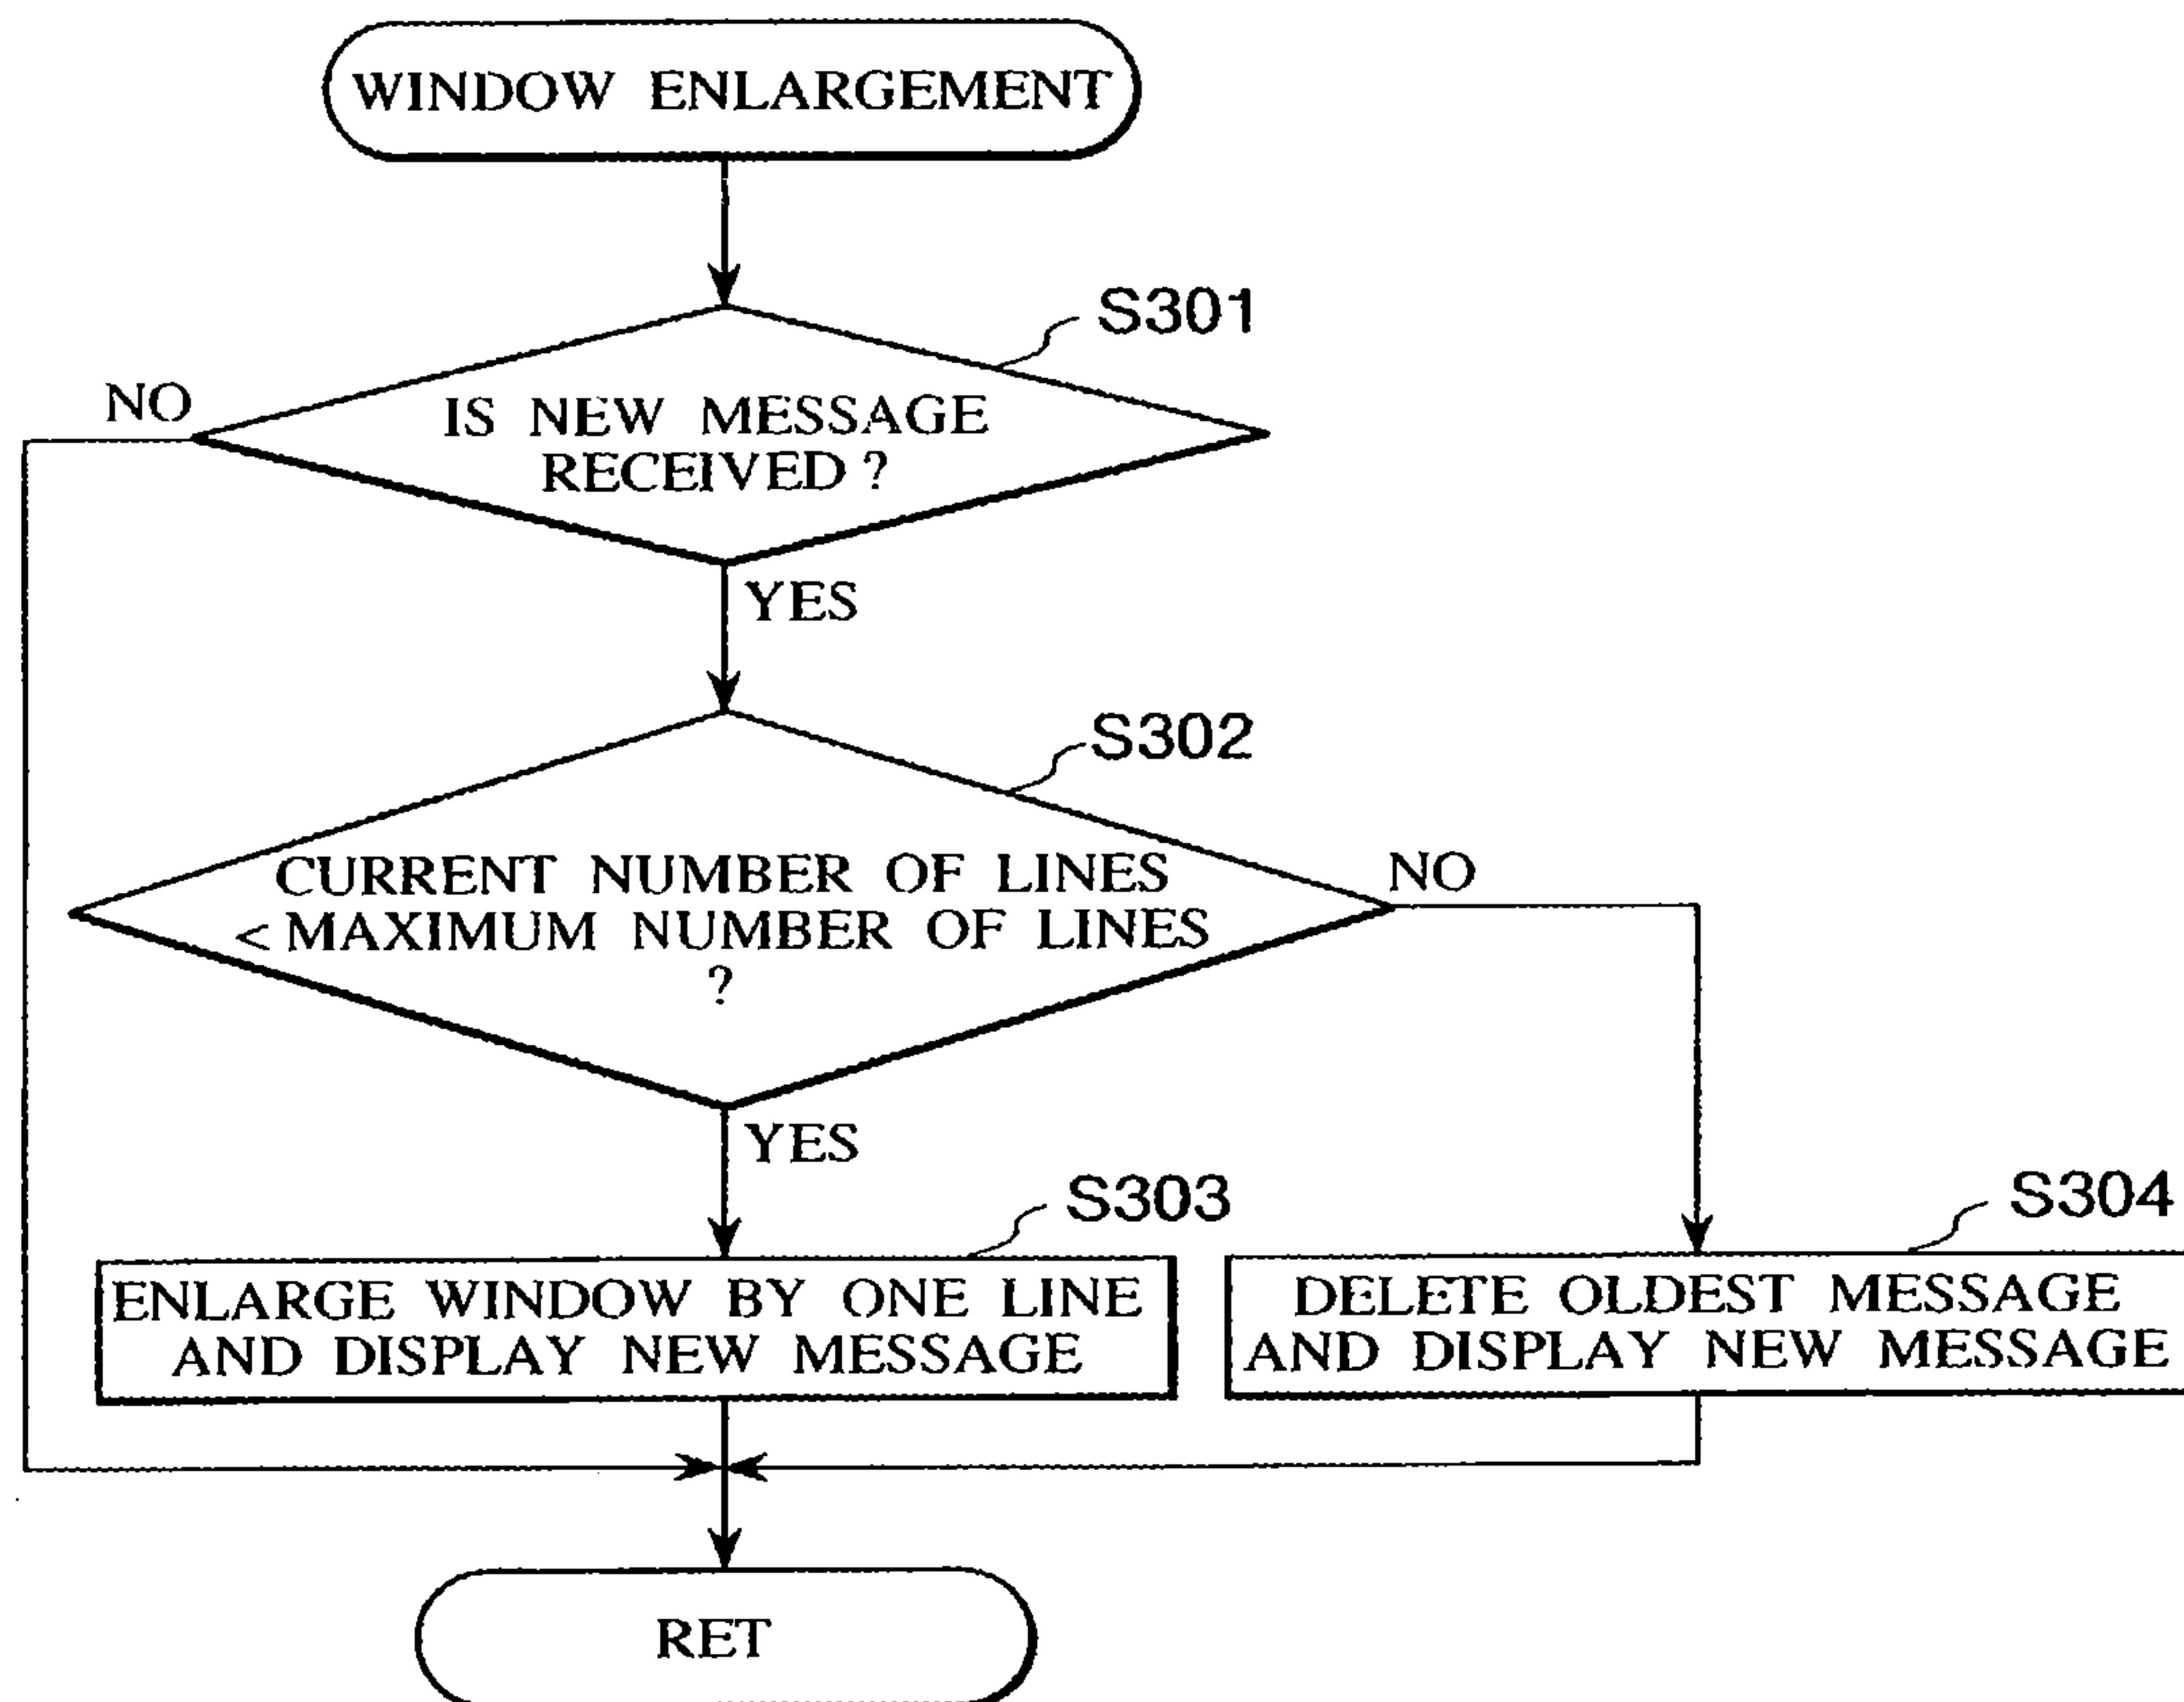 WINDOW ENLARGEMENT
S301
NO
IS NEW MESSAGE
RECEIVED ?
YES
S302
CURRENT NUMBER OF LINES
< MAXIMUM NUMBER OF LINES
?
NO
YES
S303
ENLARGE WINDOW BY ONE LINE
AND DISPLAY NEW MESSAGE
S304
DELETE OLDEST MESSAGE
AND DISPLAY NEW MESSAGE
RET